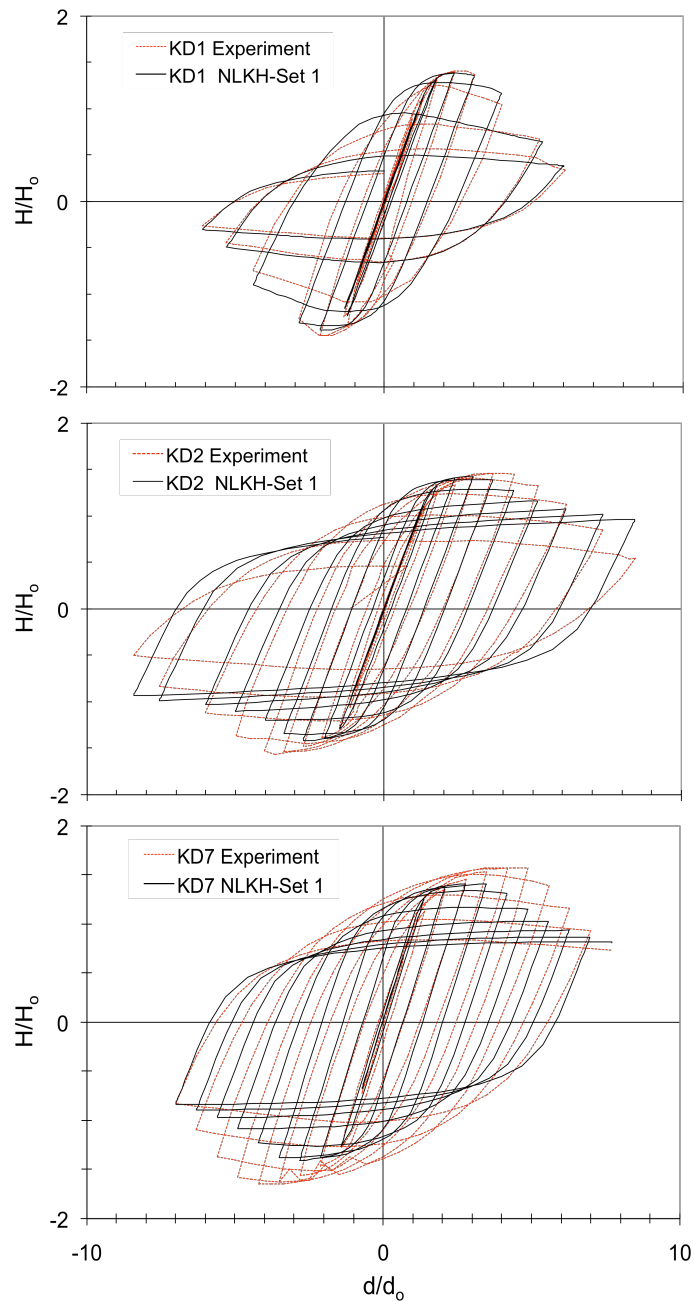 2
KD1 Experiment
KD1 NLKH-Set 1
H/Ho
0
-2
2
KD2 Experiment
KD2 NLKH-Set 1
H/Ho
0
-2
2
KD7 Experiment
KD7 NLKH-Set 1
H/Ho
0
-2
-10 0 10
d/do